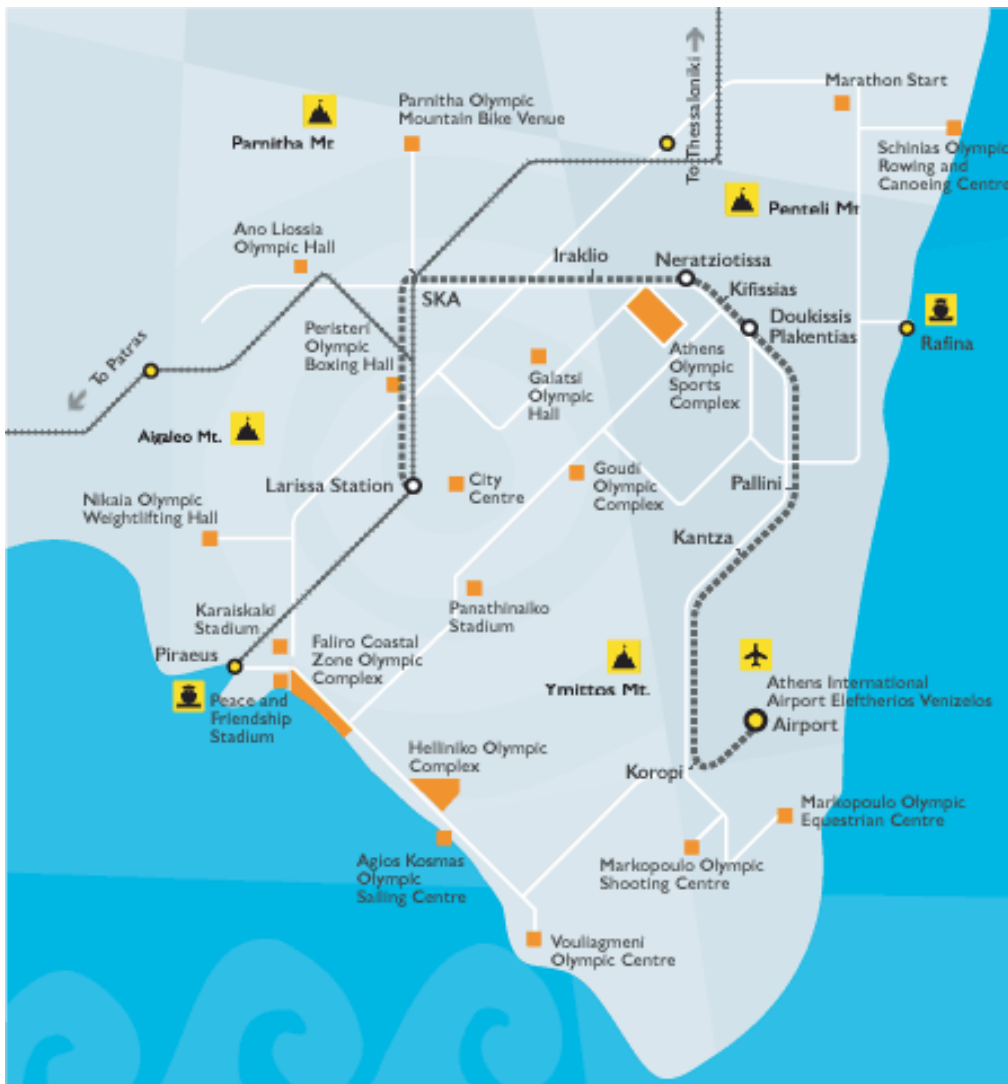 To Thessaloniki
Marathon Start
Parnitha Olympic
Mountain Bike Venue
Parnitha Mt
Schinias Olympic
Rowing and
Canoeing Centre
Penteli Mt
Ano Liossia
Olympic Hall
Iraklio
Neratziotissa
Kifissias
SKA
Doukissis
Plakentias
Rafina
Peristeri
Olympic
Boxing Hall
To Patras
Athens
Olympic
Sports
Complex
Galatsi
Olympic
Hall
Aigaleo Mt.
Larissa Station
City
Centre
Goudi
Olympic
Complex
Pallini
Nikaia Olympic
Weightlifting Hall
Kantza
Karaiskaki
Stadium
Panathinaiko
Stadium
Piraeus
Faliro Coastal
Zone Olympic
Complex
Peace and
Friendship
Stadium
Ymittos Mt.
Athens International
Airport Eleftherios Venizelos
Airport
Helliniko Olympic
Complex
Koropi
Markopoulo Olympic
Equestrian Centre
Agios Kosmas
Olympic
Sailing Centre
Markopoulo Olympic
Shooting Centre
Vouliagmeni
Olympic Centre